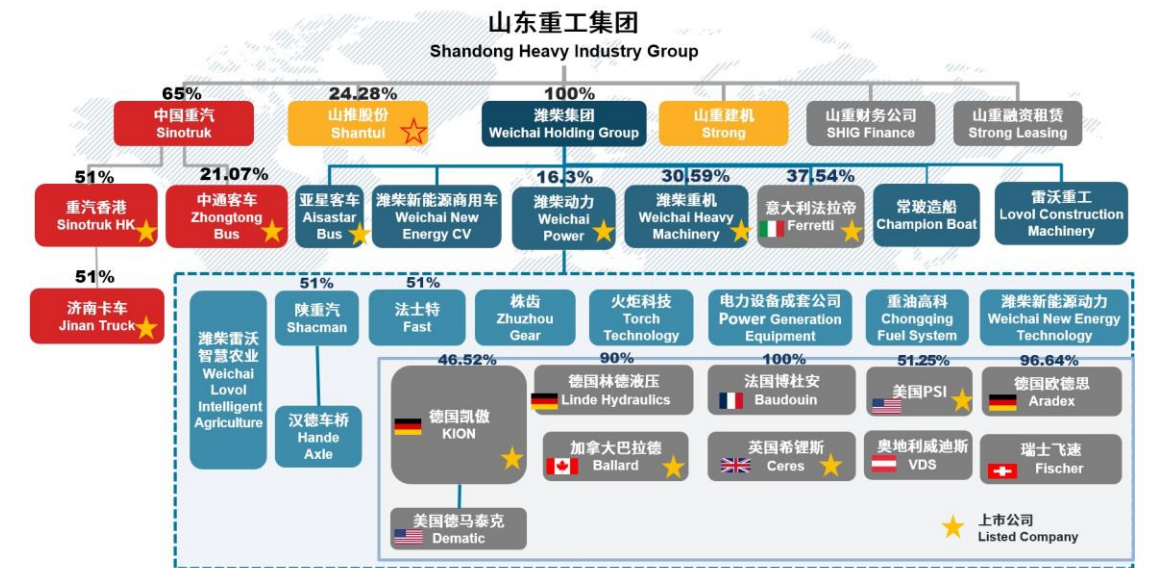 山东重工集团
Shandong Heavy Industry Group
65%
中国重汽
Sinotruk
24.28%
山推股份
Shantui
100%
潍柴集团
Weichai Holding Group
山重建机
Strong
山重财务公司
SHIG Finance
山重融资租赁
Strong Leasing
51%
重汽香港
Sinotruk HK
21.07%
中通客车
Zhongtong
Bus
亚星客车
Aisastar
Bus
潍柴新能源商用车
Weichai New
Energy CV
16.3%
潍柴动力
Weichai
Power
30.59%
潍柴重机
Weichai Heavy
Machinery
37.54%
意大利法拉帝
Ferretti
常玻造船
Champion Boat
雷沃重工
Lovol Construction
Machinery
51%
济南卡车
Jinan Truck
潍柴雷沃
智慧农业
Weichai
Lovol
Intelligent
Agriculture
51%
陕重汽
Shacman
51%
法士特
Fast
株齿
Zhuzhou
Gear
火炬科技
Torch
Technology
电力设备成套公司
Power Generation
Equipment
重油高科
Chongqing
Fuel System
潍柴新能源动力
Weichai New Energy
Technology
汉德车桥
Hande
Axle
46.52%
德国凯傲
KION
90%
德国林德液压
Linde Hydraulics
100%
法国博杜安
Baudouin
51.25%
美国PSI
96.64%
德国欧德思
Aradex
加拿大巴拉德
Ballard
英国希锂斯
Ceres
奥地利威迪斯
VDS
瑞士飞速
Fischer
美国德马泰克
Dematic
上市公司
Listed Company